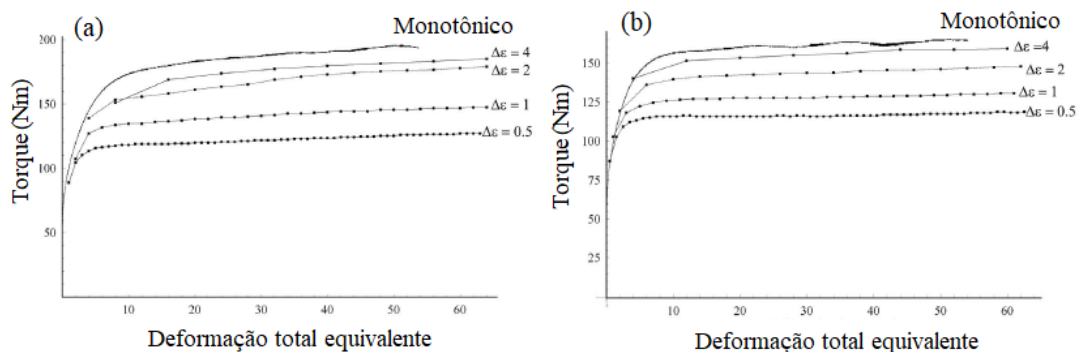 (a)
Monotônico
200
150
100
50
Δε = 4
Δε = 2
Δε = 1
Δε = 0.5
10 20 30 40 50 60
Torque (Nm)
Deformação total equivalente
(b)
Monotônico
150
125
100
75
50
25
Δε = 4
Δε = 2
Δε = 1
Δε = 0.5
10 20 30 40 50 60
Torque (Nm)
Deformação total equivalente